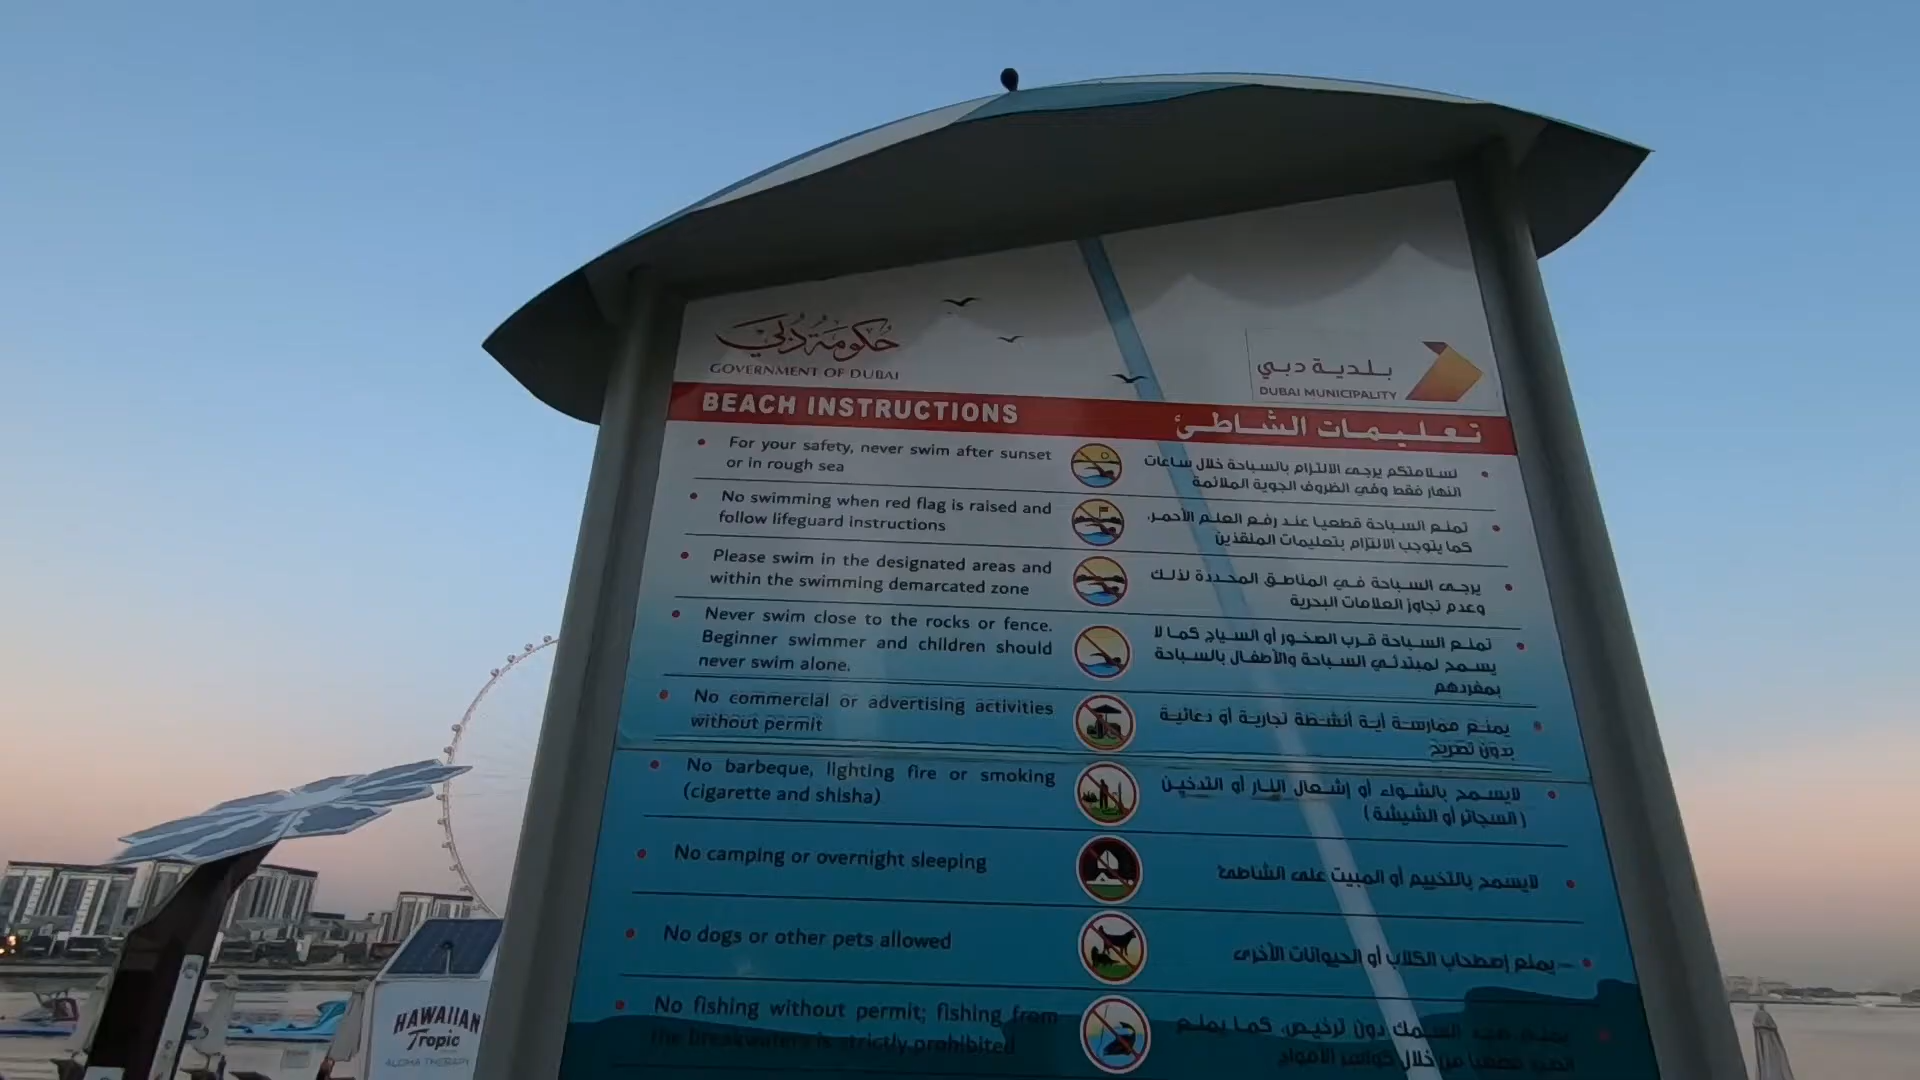 حكومة دبي
GOVERNMENT OF DUBAI
بلدية دبي
DUBAI MUNICIPALITY
BEACH INSTRUCTIONS
تعليمات الشاطئ
For your safety, never swim after sunset
or in rough sea
لسلامتكم يرجى الالتزام بالسباحة خلال ساعات
النهار فقط وفي الظروف الجوية الملائمة
No swimming when red flag is raised and
follow lifeguard instructions
تمنع السباحة قطعيا عند رفع العلم الأحمر،
كما يتوجب الالتزام بتعليمات المنقذين
Please swim in the designated areas and
within the swimming demarcated zone
يرجى السباحة في المناطق المحددة لذلك
وعدم تجاوز العلامات البحرية
Never swim close to the rocks or fence.
Beginner swimmer and children should
never swim alone.
تمنع السباحة قرب الصخور أو السياج كما لا
يسمح لمبتدئي السباحة والأطفال بالسباحة
بمفردهم
No commercial or advertising activities
without permit
يمنع ممارسة أية أنشطة تجارية أو دعائية
بدون تصريح
No barbeque, lighting fire or smoking
(cigarette and shisha)
لايسمح بالشواء أو إشعال النار أو التدخين
(السجائر أو الشيشة)
No camping or overnight sleeping
لايسمح بالتخييم أو المبيت على الشاطئ
No dogs or other pets allowed
يمنع إصطحاب الكلاب أو الحيوانات الأخرى
No fishing without permit; fishing from
the breakwaters is strictly prohibited
يمنع صيد السمك دون ترخيص، كما يمنع
الصيد قطعيا من خلال كواسر الأمواج
HAWAIIAN
Tropic
ALOHA THERAPY